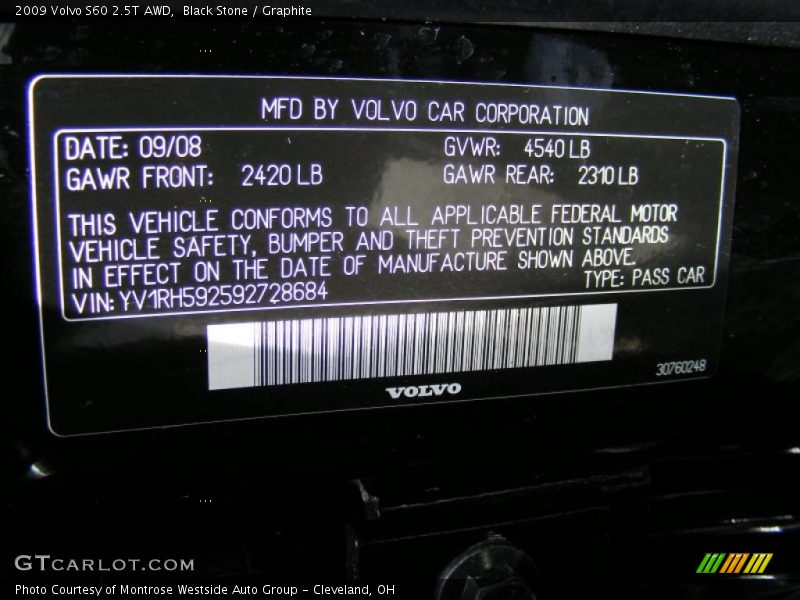 2009 Volvo S60 2.5T AWD, Black Stone / Graphite
MFD BY VOLVO CAR CORPORATION
DATE: 09/08 GVWR: 4540 LB
GAWR FRONT: 2420 LB GAWR REAR: 2310 LB
THIS VEHICLE CONFORMS TO ALL APPLICABLE FEDERAL MOTOR
VEHICLE SAFETY, BUMPER AND THEFT PREVENTION STANDARDS
IN EFFECT ON THE DATE OF MANUFACTURE SHOWN ABOVE.
TYPE: PASS CAR
VIN: YV1RH592592728684
30760248
VOLVO
GTCARLOT.COM
Photo Courtesy of Montrose Westside Auto Group - Cleveland, OH